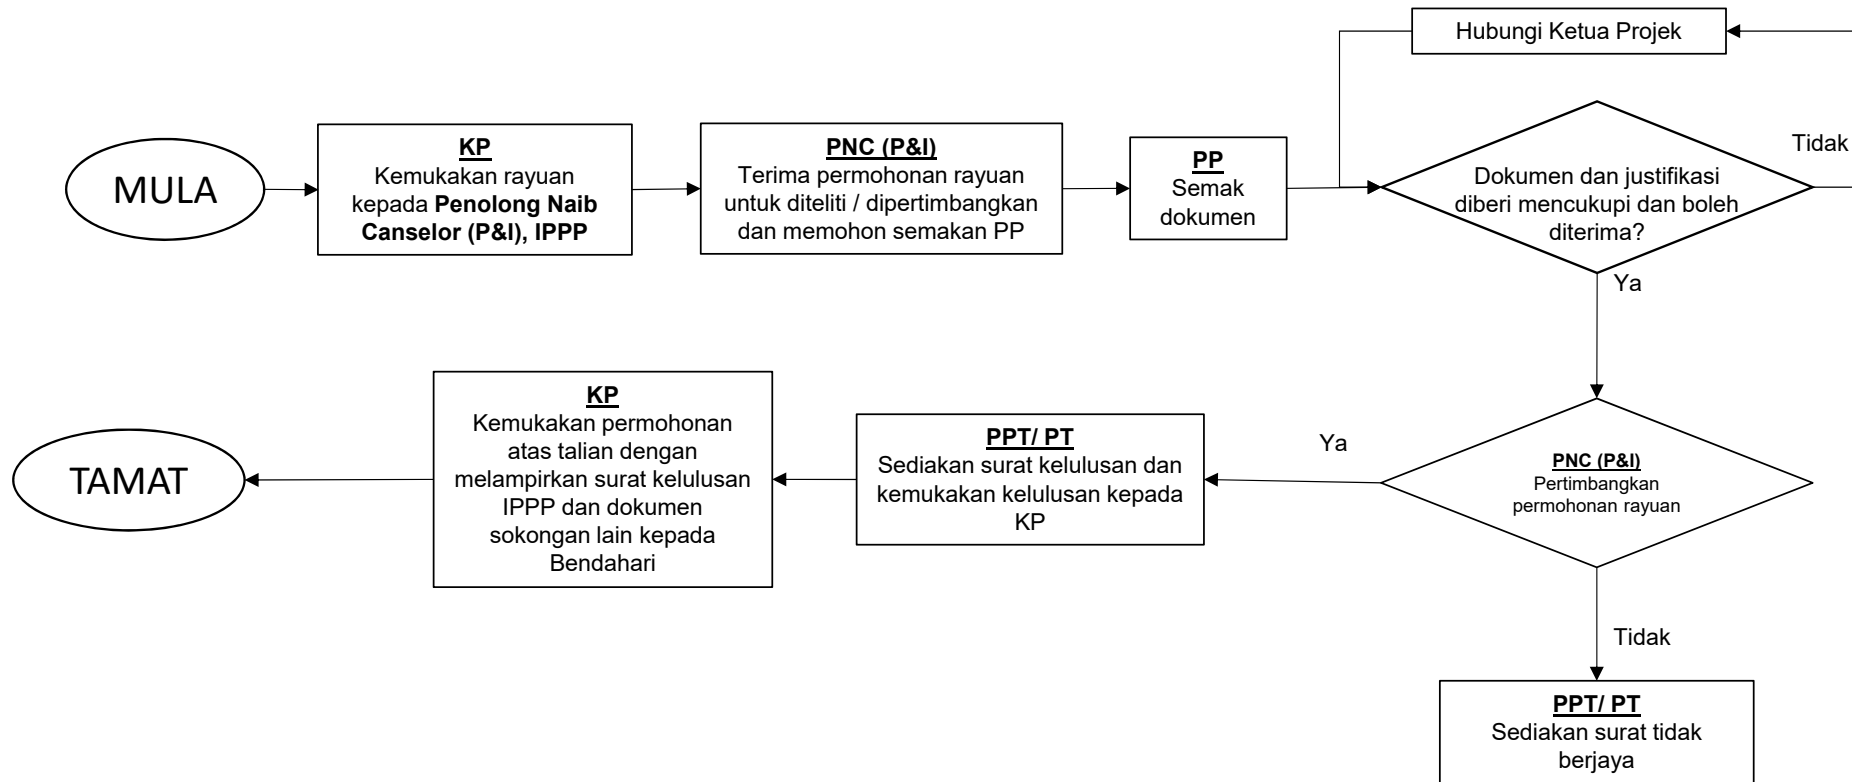 Hubungi Ketua Projek
MULA
KP
Kemukakan rayuan
kepada Penolong Naib
Canselor (P&I), IPPP
PNC (P&I)
Terima permohonan rayuan
untuk diteliti / dipertimbangkan
dan memohon semakan PP
PP
Semak
dokumen
Dokumen dan justifikasi
diberi mencukupi dan boleh
diterima?
Tidak
Ya
PNC (P&I)
Pertimbangkan
permohonan rayuan
Ya
PPT/ PT
Sediakan surat kelulusan dan
kemukakan kelulusan kepada
KP
KP
Kemukakan permohonan
atas talian dengan
melampirkan surat kelulusan
IPPP dan dokumen
sokongan lain kepada
Bendahari
TAMAT
Tidak
PPT/ PT
Sediakan surat tidak
berjaya